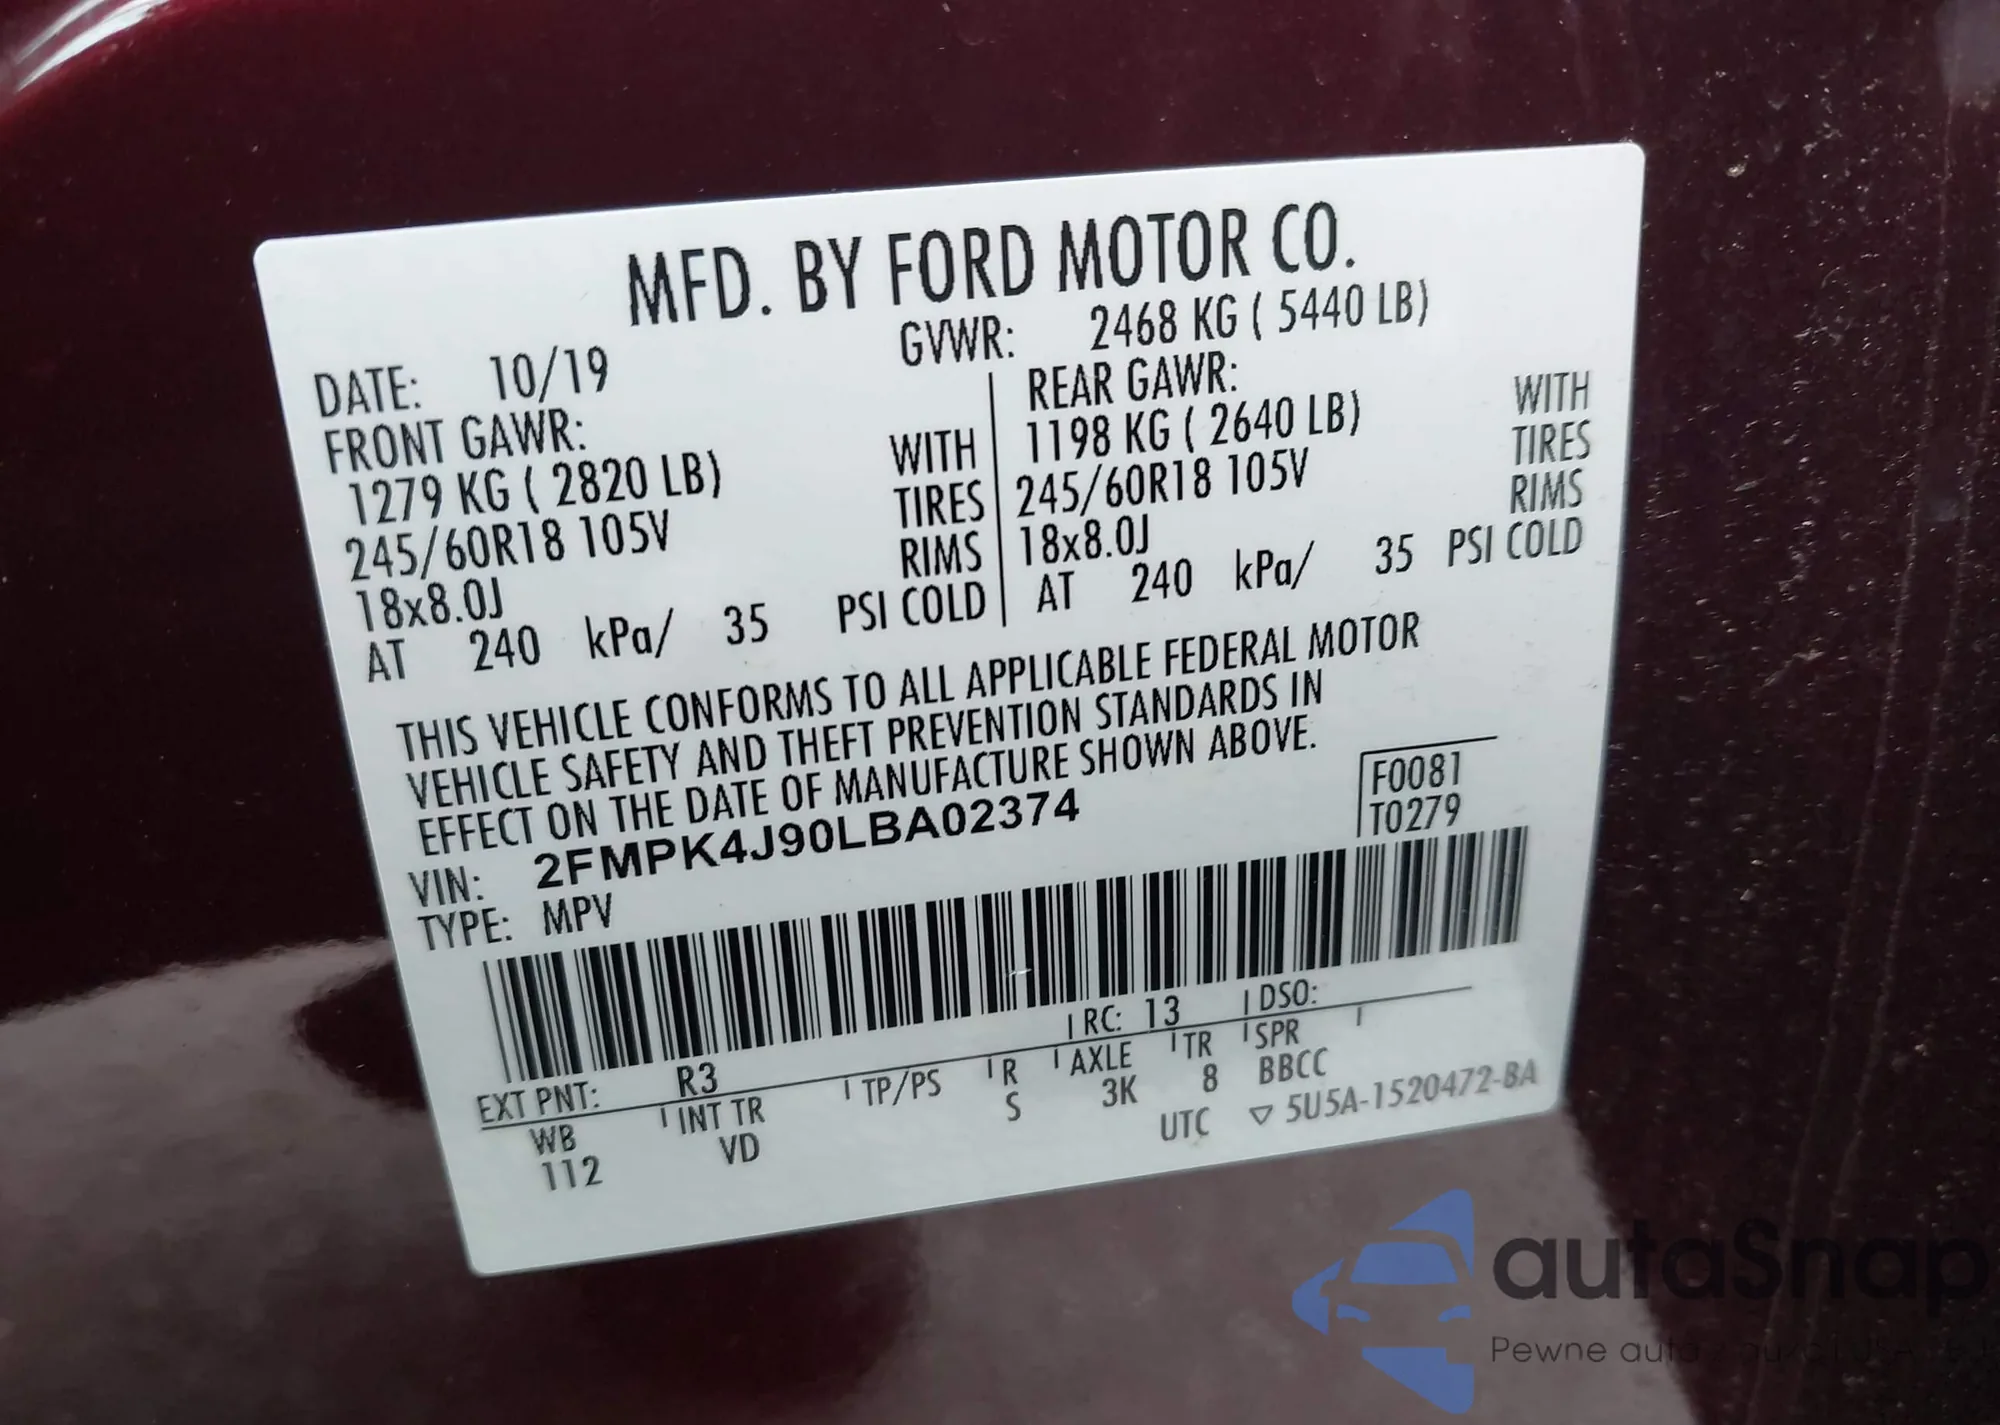 MFD. BY FORD MOTOR CO.
DATE: 10/19 GVWR: 2468 KG ( 5440 LB)
FRONT GAWR: REAR GAWR:
1279 KG ( 2820 LB) WITH 1198 KG ( 2640 LB) WITH
245/60R18 105V TIRES 245/60R18 105V TIRES
18x8.0J RIMS 18x8.0J RIMS
AT 240 kPa/ 35 PSI COLD AT 240 kPa/ 35 PSI COLD
THIS VEHICLE CONFORMS TO ALL APPLICABLE FEDERAL MOTOR
VEHICLE SAFETY AND THEFT PREVENTION STANDARDS IN
EFFECT ON THE DATE OF MANUFACTURE SHOWN ABOVE.
VIN: 2FMPK4J90LBA02374 F0081
TYPE: MPV T0279
EXT PNT: R3 RC: 13 DSO:
WB INT TR TP/PS R AXLE TR SPR
112 VD S 3K 8 BBCC
UTC ▽ 5U5A-1520472-BA
autaSnap
Pewne auta z